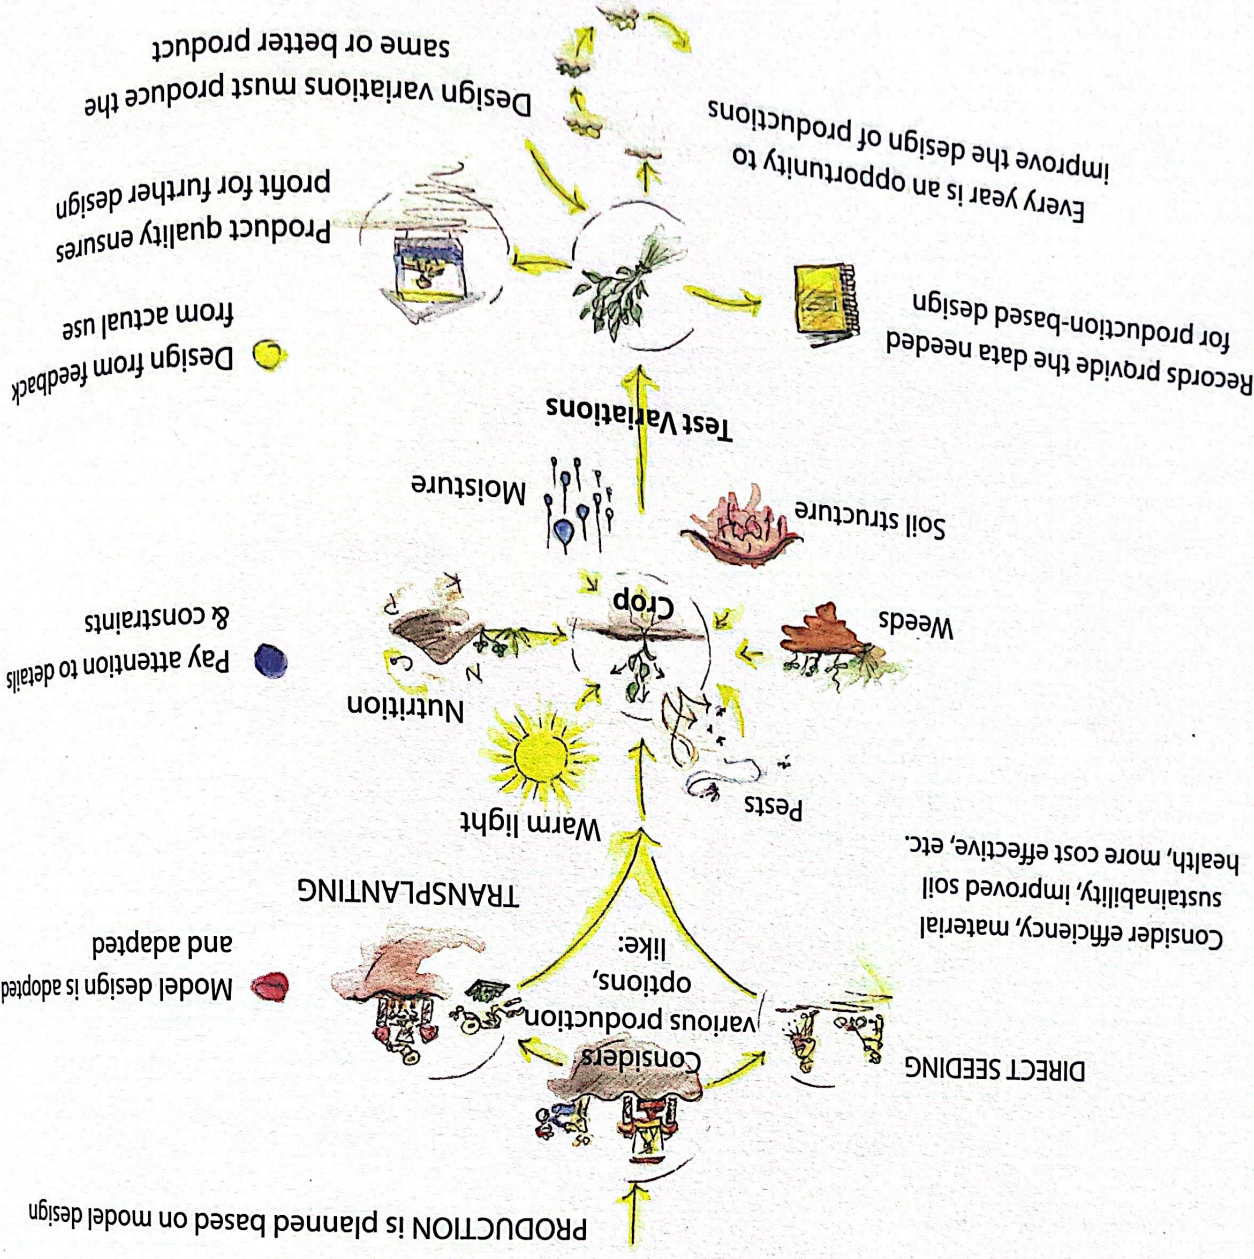 PRODUCTION is planned based on model design
Considers
various production
options,
like:
DIRECT SEEDING
TRANSPLANTING
Model design is adopted
and adapted
Consider efficiency, material
sustainability, improved soil
health, more cost effective, etc.
Warm light
Pests
Nutrition
N
S
P
K
Crop
Weeds
Pay attention to details
& constraints
Soil structure
Moisture
Test Variations
Records provide the data needed
for production-based design
Design from feedback
from actual use
Product quality ensures
profit for further design
Every year is an opportunity to
improve the design of productions
Design variations must produce the
same or better product